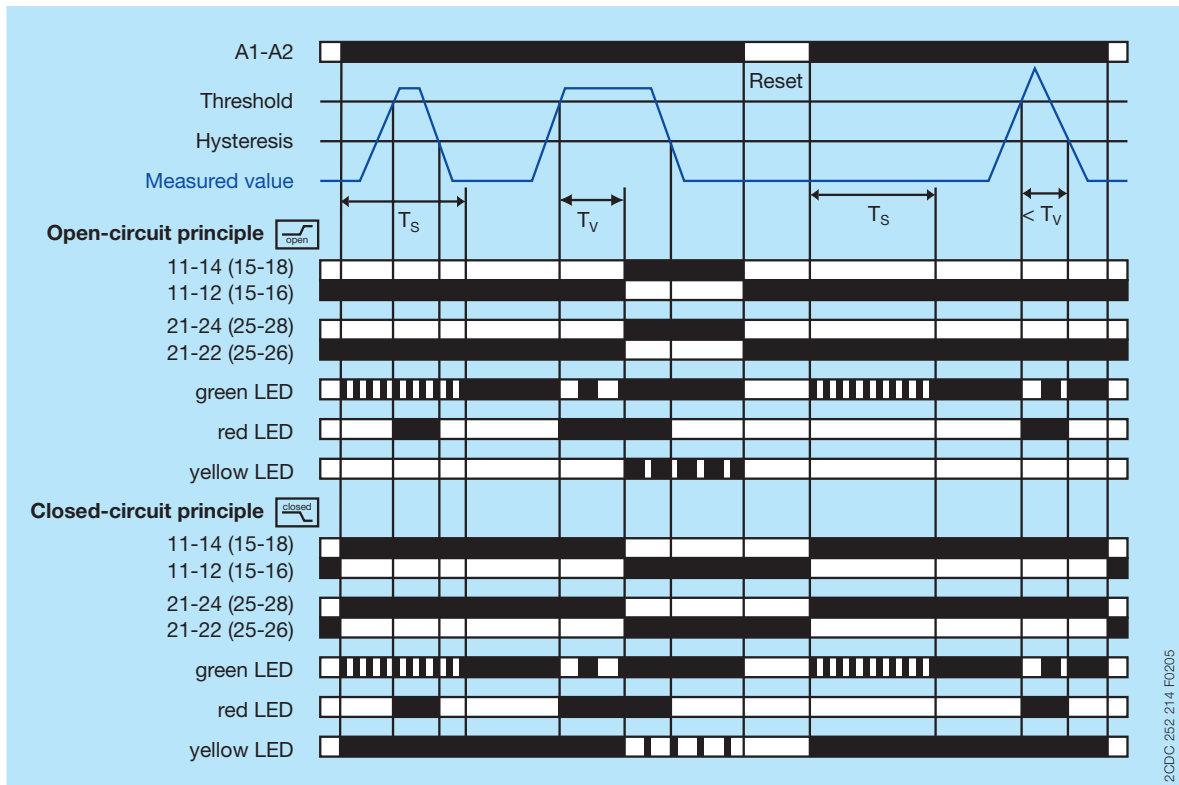 A1-A2
Reset
Threshold
Hysteresis
Measured value
TS
TV
TS
< TV
Open-circuit principle open
11-14 (15-18)
11-12 (15-16)
21-24 (25-28)
21-22 (25-26)
green LED
red LED
yellow LED
Closed-circuit principle closed
11-14 (15-18)
11-12 (15-16)
21-24 (25-28)
21-22 (25-26)
green LED
red LED
yellow LED
2CDC 252 214 F0205